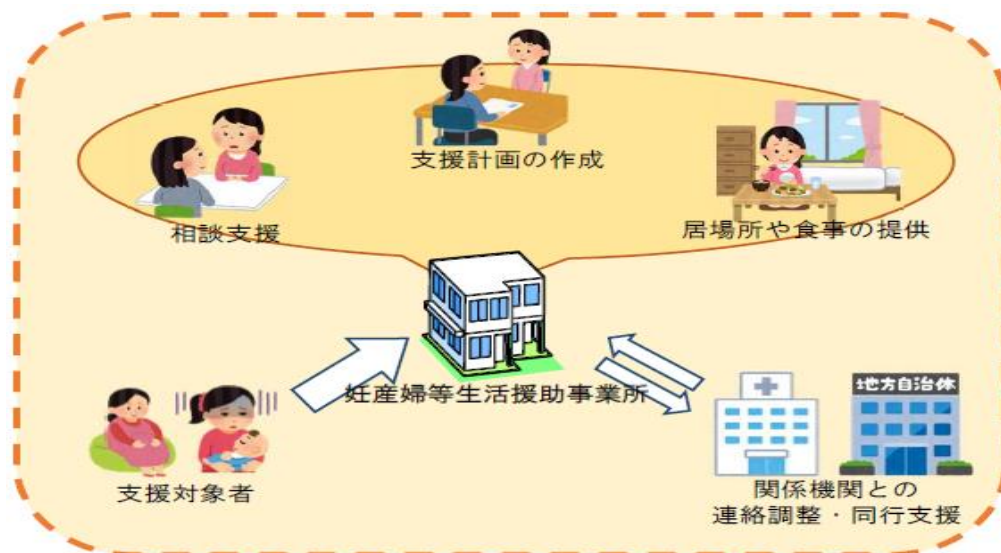 支援計画の作成
相談支援
居場所や食事の提供
妊産婦等生活援助事業所
地方自治体
支援対象者
関係機関との
連絡調整・同行支援